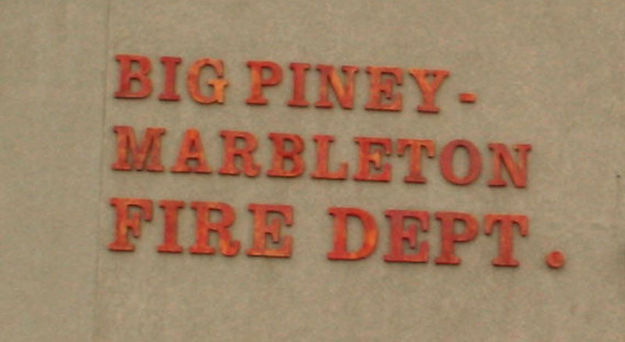 BIG PINEY-
MARBLETON
FIRE DEPT.